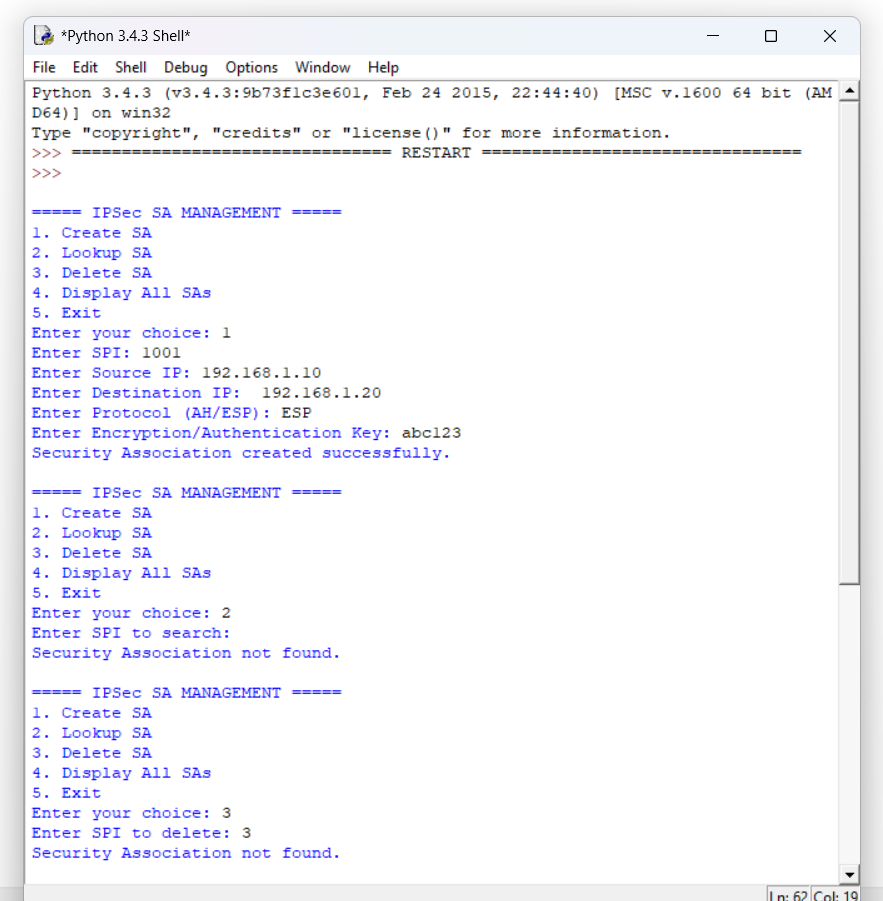 *Python 3.4.3 Shell*
File Edit Shell Debug Options Window Help
Python 3.4.3 (v3.4.3:9b73f1c3e601, Feb 24 2015, 22:44:40) [MSC v.1600 64 bit (AM
D64)] on win32
Type "copyright", "credits" or "license()" for more information.
>>> ================================ RESTART ================================
>>>
===== IPSec SA MANAGEMENT =====
1. Create SA
2. Lookup SA
3. Delete SA
4. Display All SAs
5. Exit
Enter your choice: 1
Enter SPI: 1001
Enter Source IP: 192.168.1.10
Enter Destination IP:  192.168.1.20
Enter Protocol (AH/ESP): ESP
Enter Encryption/Authentication Key: abc123
Security Association created successfully.
===== IPSec SA MANAGEMENT =====
1. Create SA
2. Lookup SA
3. Delete SA
4. Display All SAs
5. Exit
Enter your choice: 2
Enter SPI to search:
Security Association not found.
===== IPSec SA MANAGEMENT =====
1. Create SA
2. Lookup SA
3. Delete SA
4. Display All SAs
5. Exit
Enter your choice: 3
Enter SPI to delete: 3
Security Association not found.
Ln: 62 Col: 19